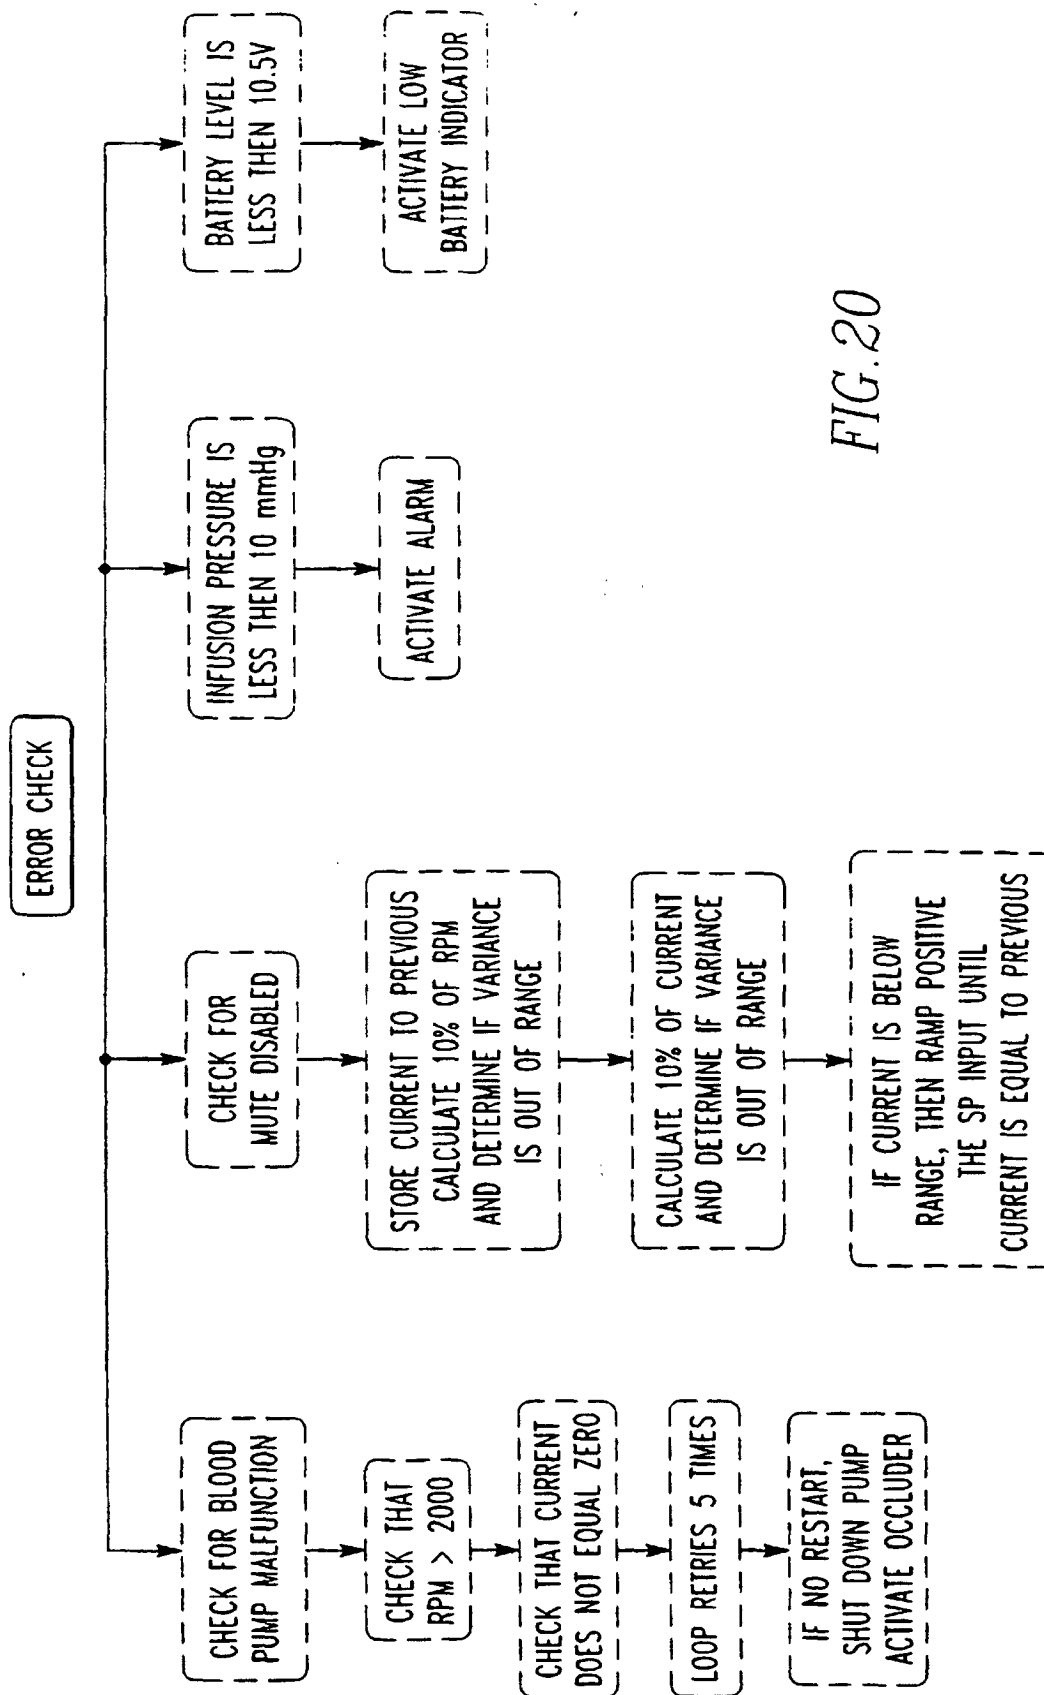 ERROR CHECK
CHECK FOR BLOOD
PUMP MALFUNCTION
CHECK THAT
RPM > 2000
CHECK THAT CURRENT
DOES NOT EQUAL ZERO
LOOP RETRIES 5 TIMES
IF NO RESTART,
SHUT DOWN PUMP
ACTIVATE OCCLUDER
CHECK FOR
MUTE DISABLED
STORE CURRENT TO PREVIOUS
CALCULATE 10% OF RPM
AND DETERMINE IF VARIANCE
IS OUT OF RANGE
CALCULATE 10% OF CURRENT
AND DETERMINE IF VARIANCE
IS OUT OF RANGE
IF CURRENT IS BELOW
RANGE, THEN RAMP POSITIVE
THE SP INPUT UNTIL
CURRENT IS EQUAL TO PREVIOUS
INFUSION PRESSURE IS
LESS THEN 10 mmHg
ACTIVATE ALARM
BATTERY LEVEL IS
LESS THEN 10.5V
ACTIVATE LOW
BATTERY INDICATOR
FIG.20